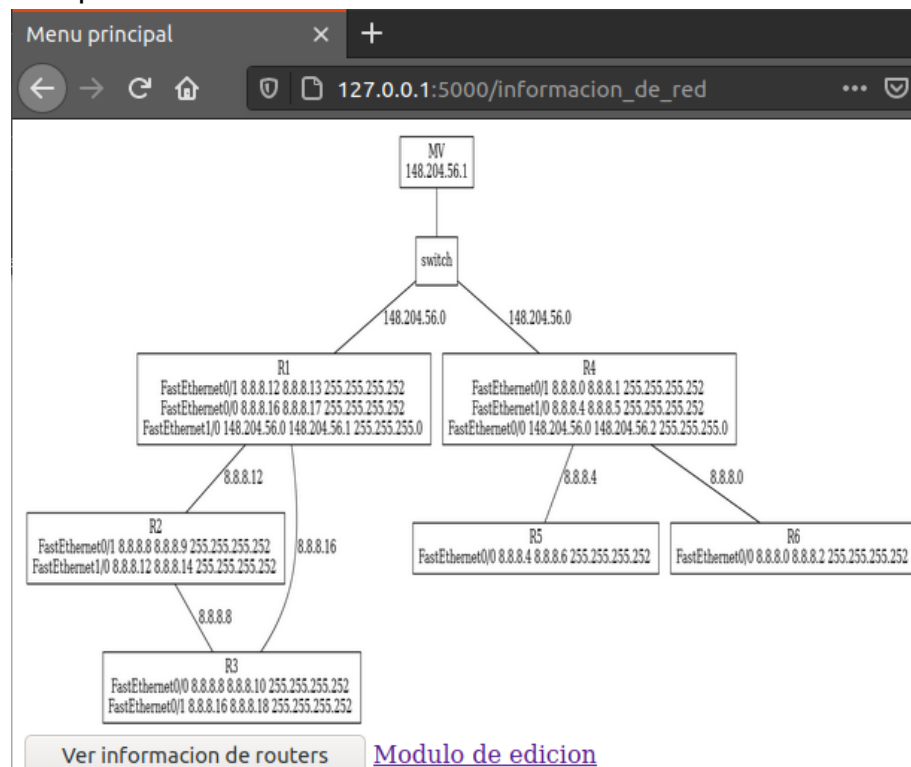 Menu principal × +
127.0.0.1:5000/informacion_de_red
MV
148.204.56.1
switch
148.204.56.0
148.204.56.0
R1
FastEthernet0/1 8.8.8.12 8.8.8.13 255.255.255.252
FastEthernet0/0 8.8.8.16 8.8.8.17 255.255.255.252
FastEthernet1/0 148.204.56.0 148.204.56.1 255.255.255.0
R4
FastEthernet0/1 8.8.8.0 8.8.8.1 255.255.255.252
FastEthernet1/0 8.8.8.4 8.8.8.5 255.255.255.252
FastEthernet0/0 148.204.56.0 148.204.56.2 255.255.255.0
8.8.8.12
8.8.8.16
8.8.8.4
8.8.8.0
R2
FastEthernet0/1 8.8.8.8 8.8.8.9 255.255.255.252
FastEthernet1/0 8.8.8.12 8.8.8.14 255.255.255.252
R5
FastEthernet0/0 8.8.8.4 8.8.8.6 255.255.255.252
R6
FastEthernet0/0 8.8.8.0 8.8.8.2 255.255.255.252
8.8.8.8
R3
FastEthernet0/0 8.8.8.8 8.8.8.10 255.255.255.252
FastEthernet0/1 8.8.8.16 8.8.8.18 255.255.255.252
Ver informacion de routers
Modulo de edicion